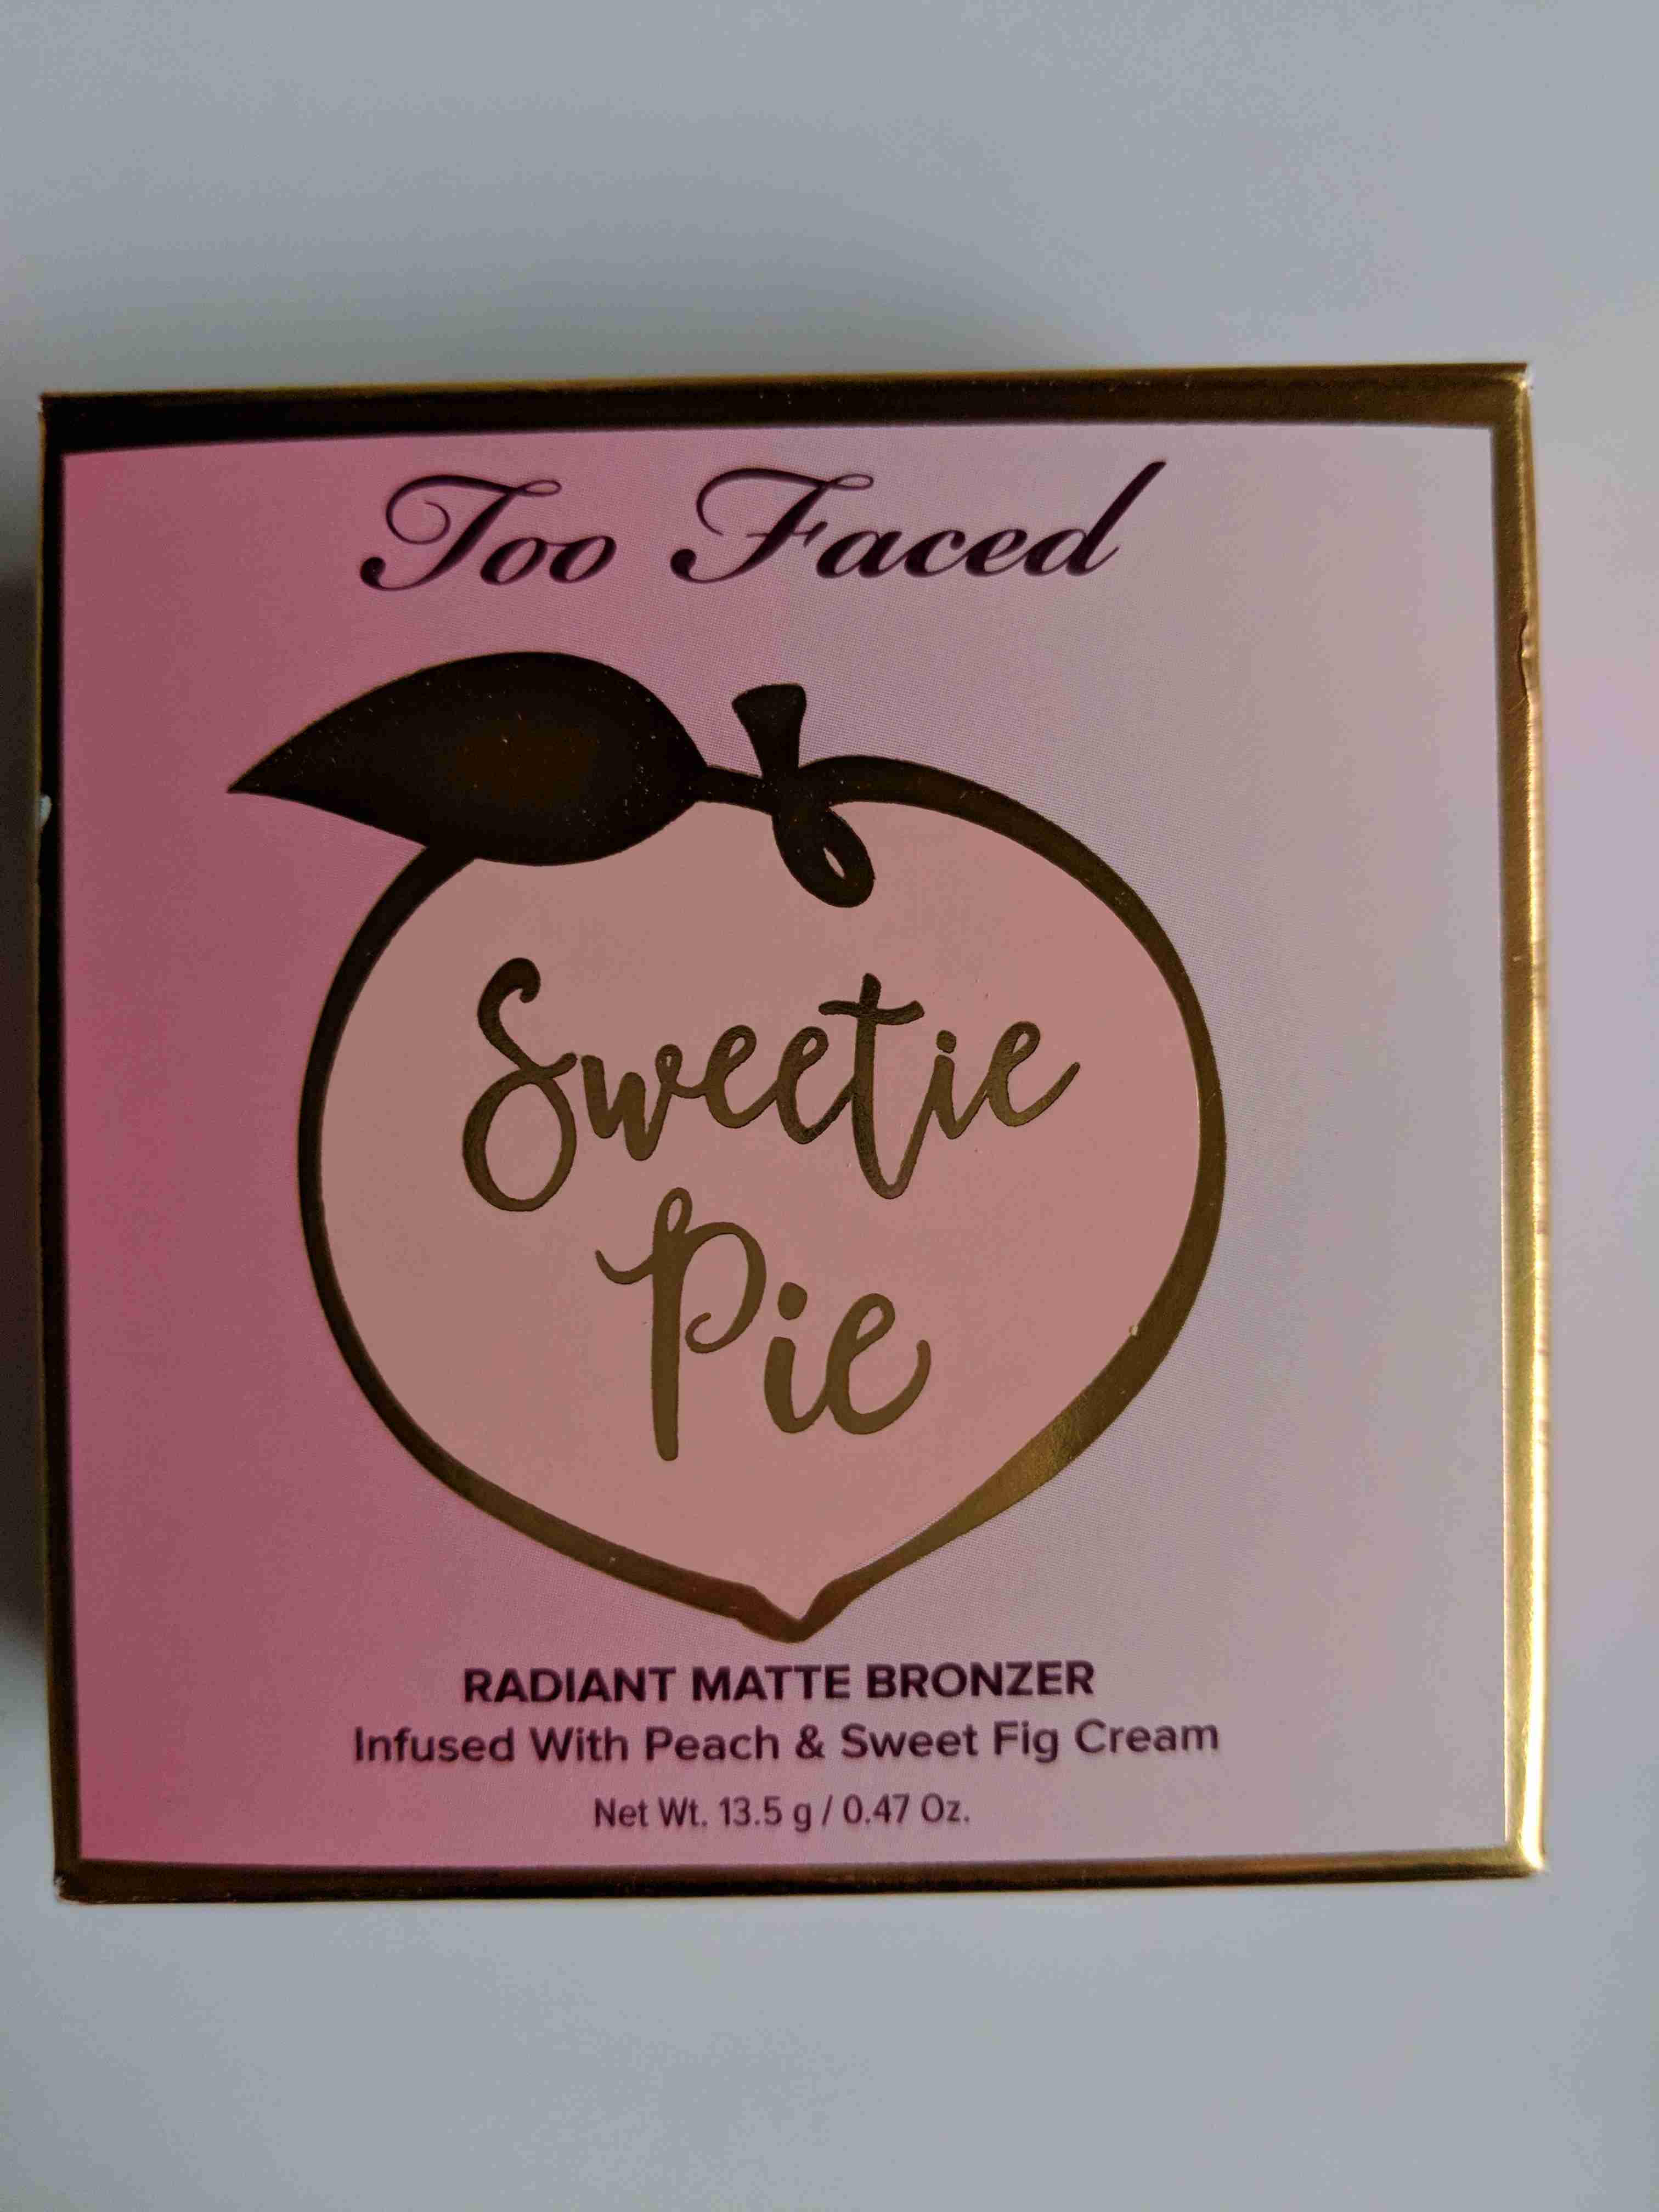 Too Faced
Sweetie
Pie
RADIANT MATTE BRONZER
Infused With Peach & Sweet Fig Cream
Net Wt. 13.5 g / 0.47 Oz.